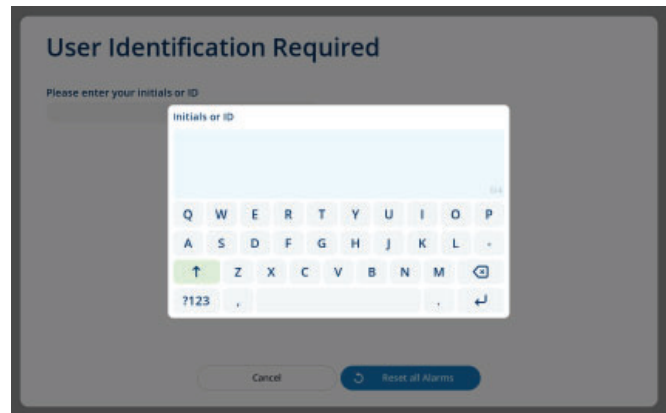 User Identification Required
Please enter your initials or ID
Initials or ID
Q W E R T Y U I O P
A S D F G H J K L -
↑ Z X C V B N M
?123 , .
Cancel Reset all Alarms